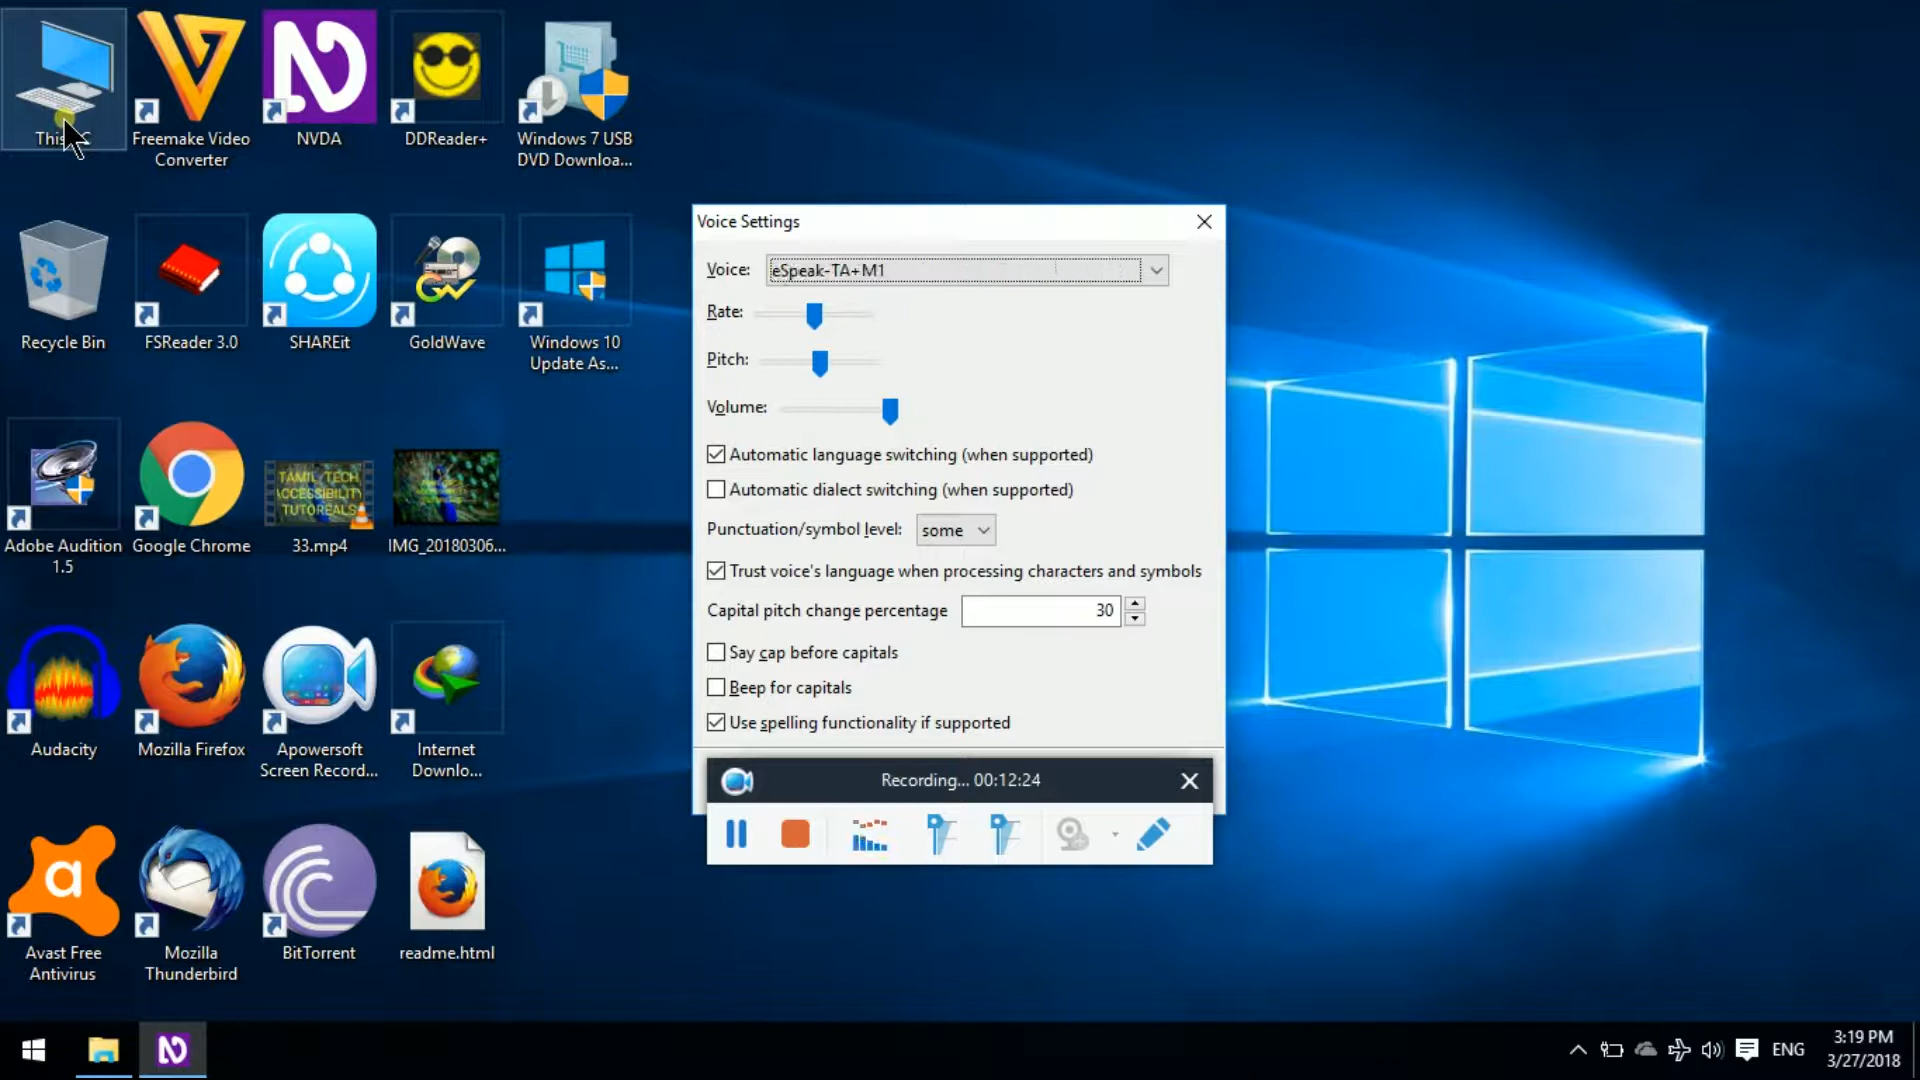 This C
Freemake Video
Converter
NVDA
DDReader+
Windows 7 USB
DVD Downloa...
Recycle Bin
FSReader 3.0
SHAREit
GoldWave
Windows 10
Update As...
Adobe Audition
1.5
Google Chrome
TAMIL TECH
ACCESSIBILITY
TUTOREALS
33.mp4
IMG_20180306...
Audacity
Mozilla Firefox
Apowersoft
Screen Record...
Internet
Downlo...
Avast Free
Antivirus
Mozilla
Thunderbird
BitTorrent
readme.html
Voice Settings
Voice: eSpeak-TA+M1
Rate:
Pitch:
Volume:
Automatic language switching (when supported)
Automatic dialect switching (when supported)
Punctuation/symbol level: some
Trust voice's language when processing characters and symbols
Capital pitch change percentage 30
Say cap before capitals
Beep for capitals
Use spelling functionality if supported
Recording... 00:12:24
ENG
3:19 PM
3/27/2018